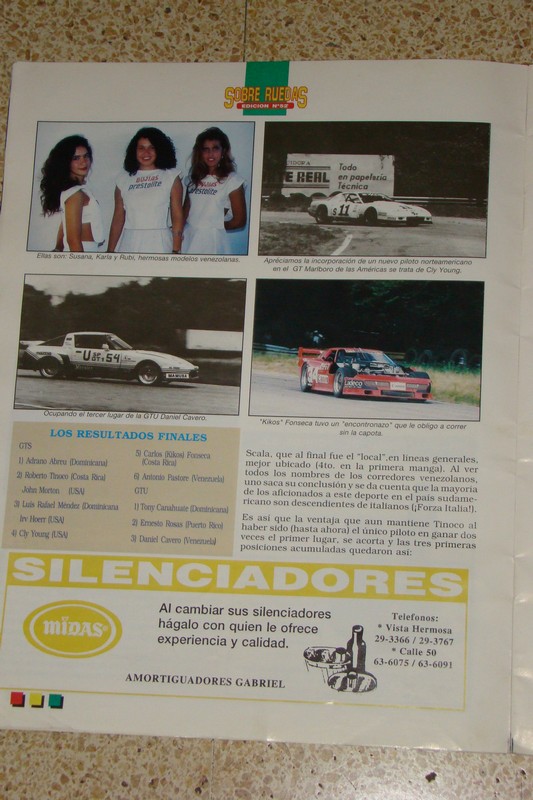 SOBRE RUEDAS
EDICION Nº62
BUJIAS
prestolite
BUJIAS
prestolite
Ellas son: Susana, Karla y Rubí, hermosas modelos venezolanas.
E REAL
Todo
en papelería
Técnica
S 11
Apréciamos la incorporación de un nuevo piloto norteamericano
en el GT Marlboro de las Américas se trata de Cly Young.
U 54
Ocupando el tercer lugar de la GTU Daniel Cavero.
"Kikos" Fonseca tuvo un "encontronazo" que le obligo a correr
sin la capota.
LOS RESULTADOS FINALES
GTS
1) Adrano Abreu (Dominicana)
2) Roberto Tinoco (Costa Rica)
John Morton (USA)
3) Luis Rafael Méndez (Dominicana
Irv Hoerr (USA)
4) Cly Young (USA)
5) Carlos (Kikos) Fonseca
(Costa Rica)
6) Antonio Pastore (Venezuela)
GTU
1) Tony Canahuate (Dominicana)
2) Ernesto Rosas (Puerto Rico)
3) Daniel Cavero (Venezuela)
Scala, que al final fue el "local",en lineas generales,
mejor ubicado (4to. en la primera manga). Al ver
todos los nombres de los corredores venezolanos,
uno saca su conclusión y se da cuenta que la mayoría
de los aficionados a este deporte en el país sudame-
ricano son descendientes de italianos (¡Forza Italia!).
Es así que la ventaja que aun mantiene Tinoco al
haber sido (hasta ahora) el único piloto en ganar dos
veces el primer lugar, se acorta y las tres primeras
posiciones acumuladas quedaron así:
SILENCIADORES
MIDAS
Al cambiar sus silenciadores
hágalo con quien le ofrece
experiencia y calidad.
AMORTIGUADORES GABRIEL
Telefonos:
* Vista Hermosa
29-3366 / 29-3767
* Calle 50
63-6075 / 63-6091